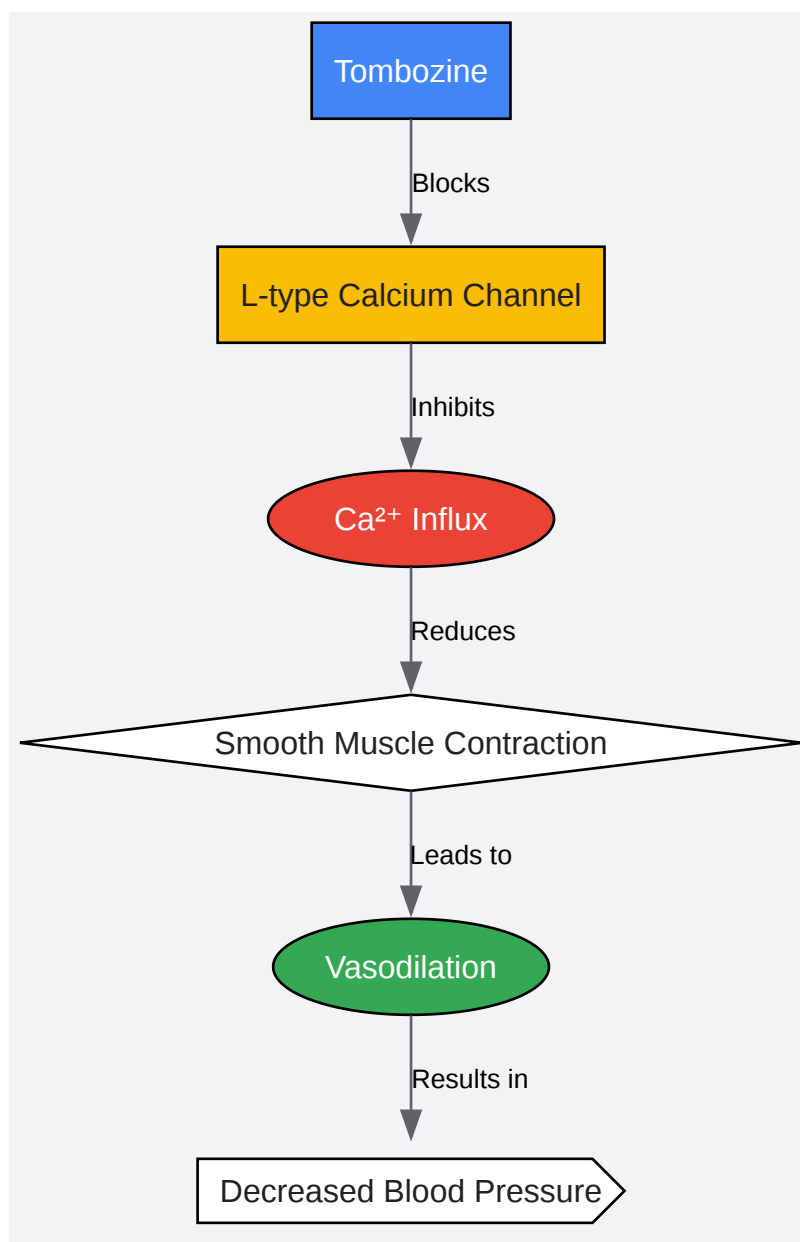 Tombozine
Blocks
L-type Calcium Channel
Inhibits
Ca²⁺ Influx
Reduces
Smooth Muscle Contraction
Leads to
Vasodilation
Results in
Decreased Blood Pressure